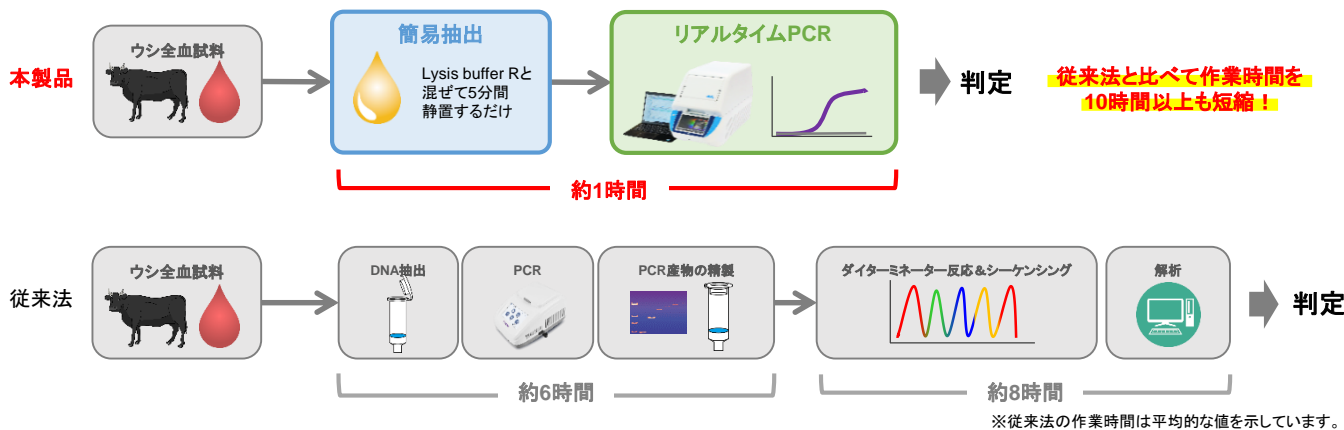 本製品
ウシ全血試料
簡易抽出
Lysis buffer Rと
混ぜて5分間
静置するだけ
リアルタイムPCR
判定
従来法と比べて作業時間を
10時間以上も短縮！
約1時間
従来法
ウシ全血試料
DNA抽出
PCR
PCR産物の精製
ダイターミネーター反応＆シーケンシング
解析
判定
約6時間
約8時間
※従来法の作業時間は平均的な値を示しています。